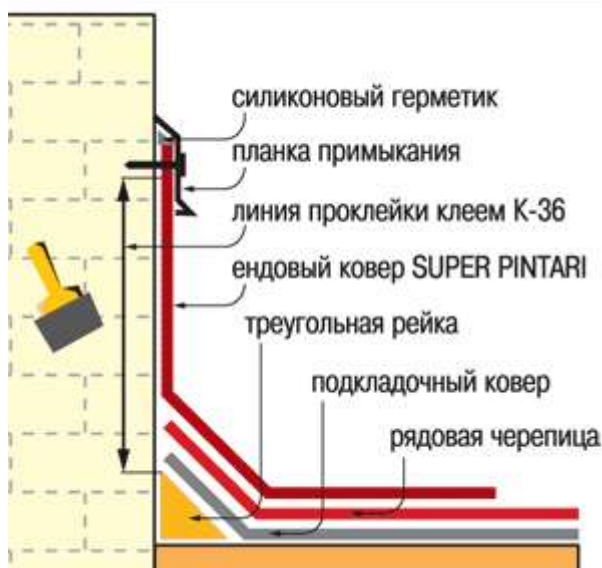 силиконовый герметик
планка примыкания
линия проклейки клеем К-36
ендовый ковер SUPER PINTARI
треугольная рейка
подкладочный ковер
рядовая черепица